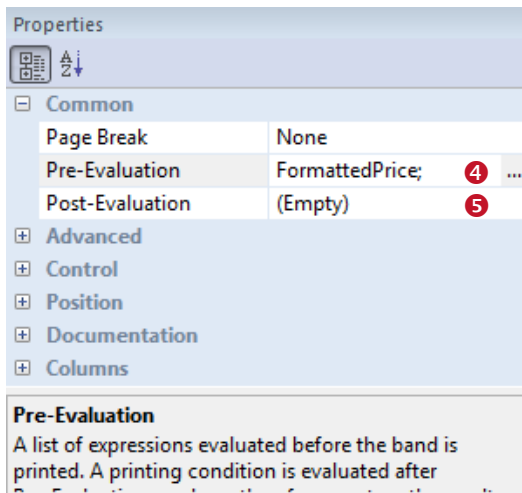 Properties
Common
Page Break None
Pre-Evaluation FormattedPrice; 4 ...
Post-Evaluation (Empty) 5
Advanced
Control
Position
Documentation
Columns
Pre-Evaluation
A list of expressions evaluated before the band is
printed. A printing condition is evaluated after